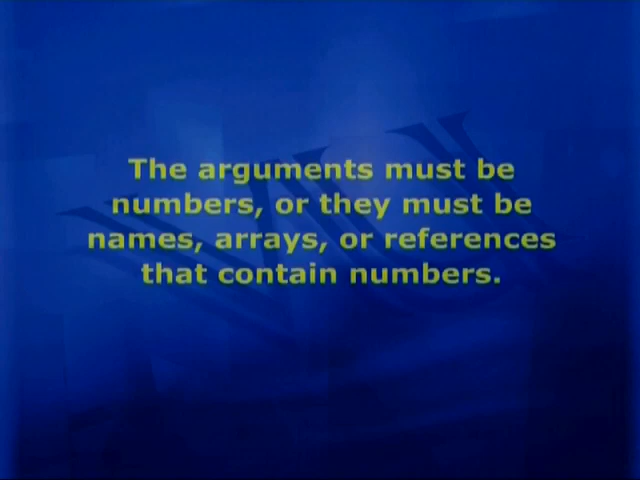 The arguments must be
numbers, or they must be
names, arrays, or references
that contain numbers.